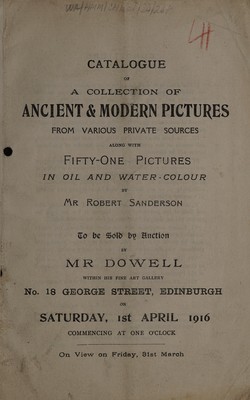 CATALOGUE
OF
A COLLECTION OF
ANCIENT & MODERN PICTURES
FROM VARIOUS PRIVATE SOURCES
ALONG WITH
FIFTY-ONE PICTURES
IN OIL AND WATER-COLOUR
BY
MR ROBERT SANDERSON
To be Sold by Auction
BY
MR DOWELL
WITHIN HIS FINE ART GALLERY
No. 18 GEORGE STREET, EDINBURGH
ON
SATURDAY, 1st APRIL 1916
COMMENCING AT ONE O'CLOCK
On View on Friday, 31st March